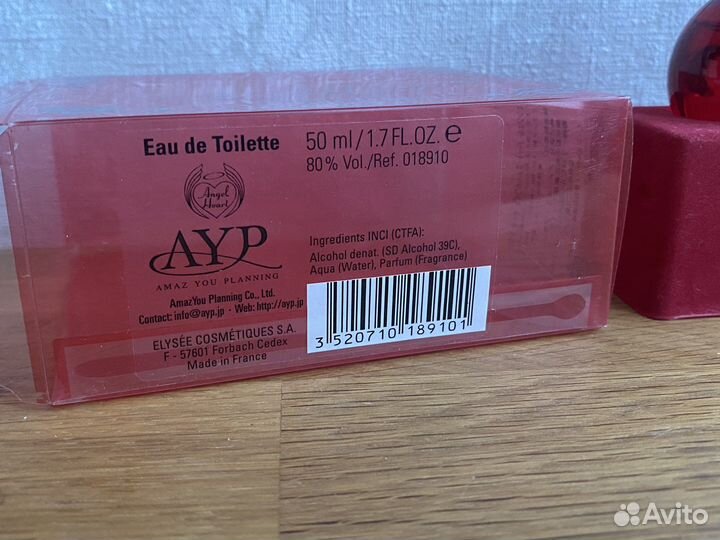 Eau de Toilette
50 ml/1.7 FL.OZ. ℮
80% Vol./Ref. 018910
Angel
Heart
AYP
AMAZ YOU PLANNING
AmazYou Planning Co., Ltd.
Contact: info@ayp.jp - Web: http://ayp.jp
ELYSÉE COSMÉTIQUES S.A.
F - 57601 Forbach Cedex
Made in France
Ingredients INCI (CTFA):
Alcohol denat. (SD Alcohol 39C),
Aqua (Water), Parfum (Fragrance)
3 520710 189101
Avito